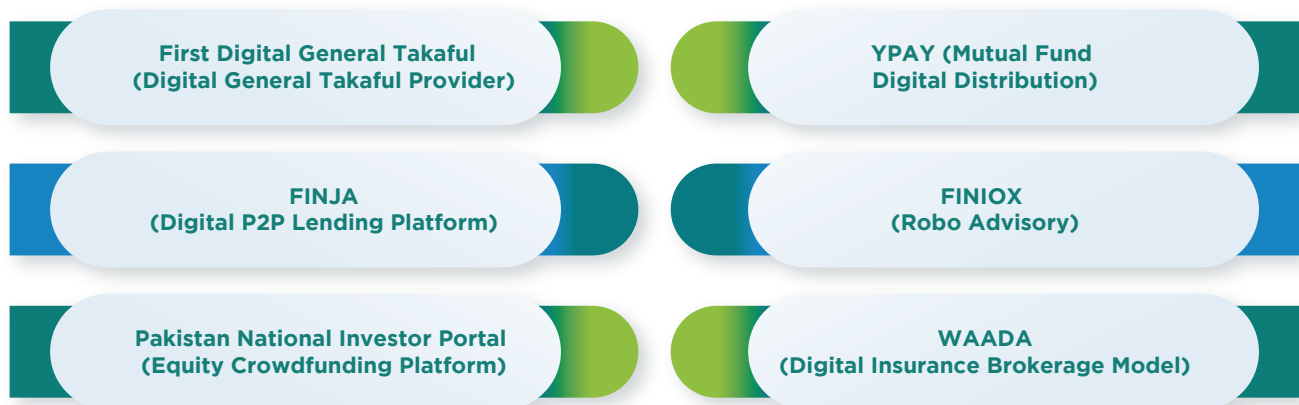 First Digital General Takaful
(Digital General Takaful Provider)
YPAY (Mutual Fund
Digital Distribution)
FINJA
(Digital P2P Lending Platform)
FINIOX
(Robo Advisory)
Pakistan National Investor Portal
(Equity Crowdfunding Platform)
WAADA
(Digital Insurance Brokerage Model)